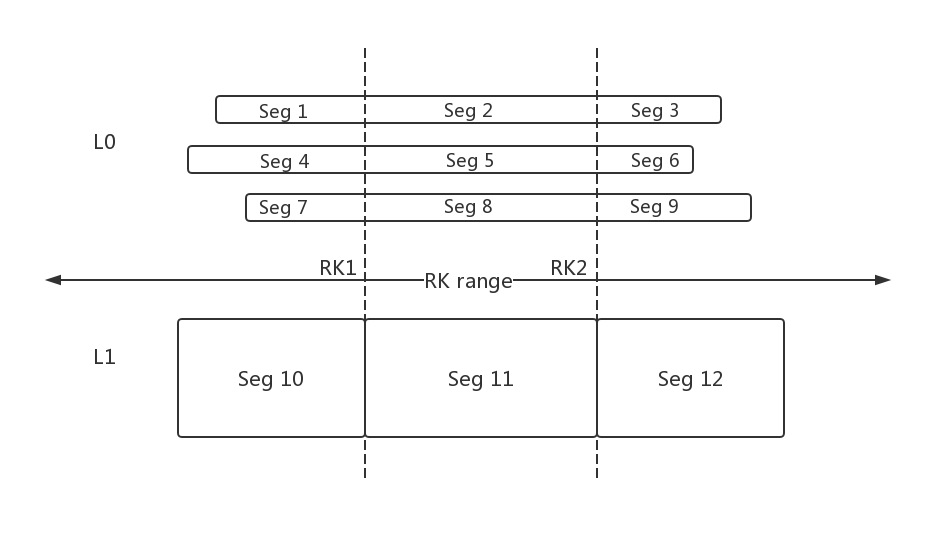 Seg 1 Seg 2 Seg 3
L0
Seg 4 Seg 5 Seg 6
Seg 7 Seg 8 Seg 9
RK1 RK2
RK range
L1
Seg 10 Seg 11 Seg 12